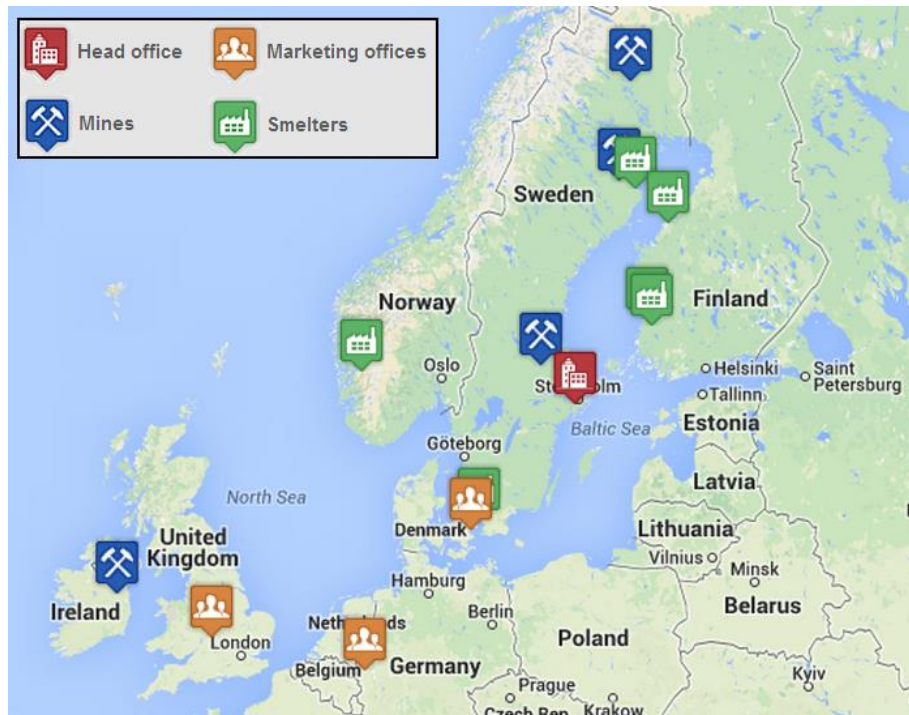 Head office
Marketing offices
Mines
Smelters
Sweden
Norway
Finland
Oslo
Helsinki
Saint
Petersburg
Tallinn
Estonia
Baltic Sea
Göteborg
Latvia
North Sea
Denmark
Lithuania
United
Kingdom
Vilnius
Minsk
Hamburg
Ireland
Berlin
Belarus
London
Poland
Belgium
Germany
Kyiv
Prague
Czech Rep
Krakow